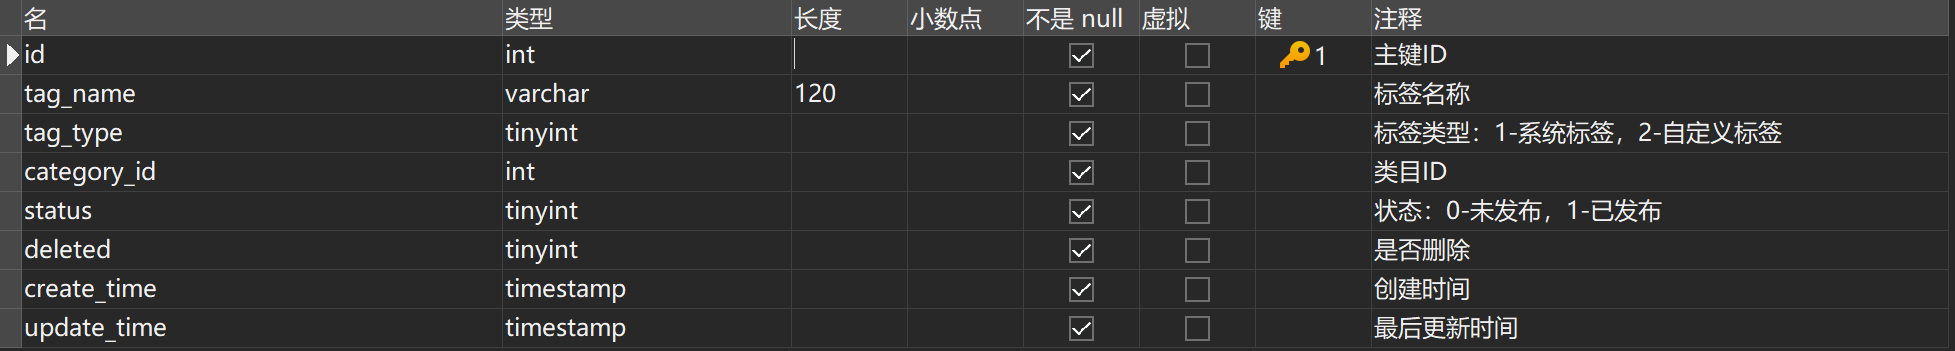 名 类型 长度 小数点 不是 null 虚拟 键 注释
id int 1 主键ID
tag_name varchar 120 标签名称
tag_type tinyint 标签类型：1-系统标签，2-自定义标签
category_id int 类目ID
status tinyint 状态：0-未发布，1-已发布
deleted tinyint 是否删除
create_time timestamp 创建时间
update_time timestamp 最后更新时间